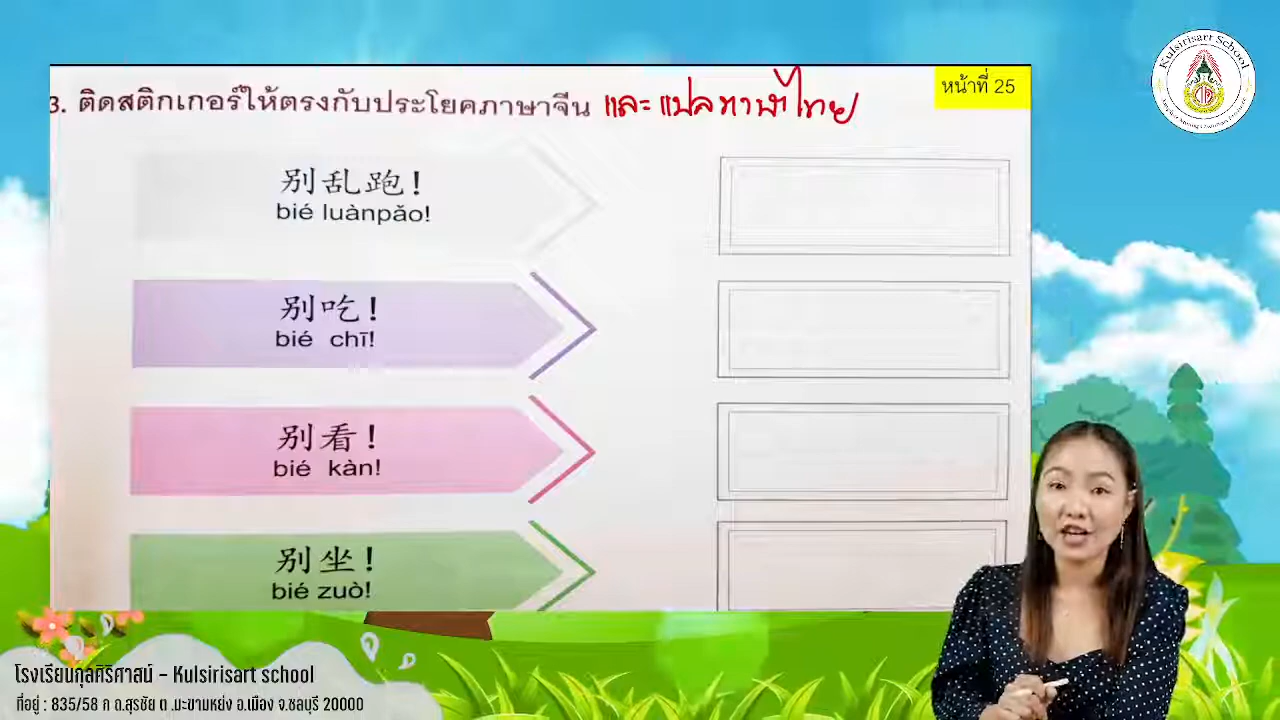 3. ติดสติกเกอร์ให้ตรงกับประโยคภาษาจีน และ แปลภาษาไทย
หน้าที่ 25
Kulsirisart School
别乱跑!
bié luànpǎo!
别吃!
bié chī!
别看!
bié kàn!
别坐!
bié zuò!
โรงเรียนกุลศิริศาสน์ - Kulsirisart school
ที่อยู่ : 835/58 ก ถ.สุรชัย ต .มะขามหย่ง อ.เมือง จ.ชลบุรี 20000